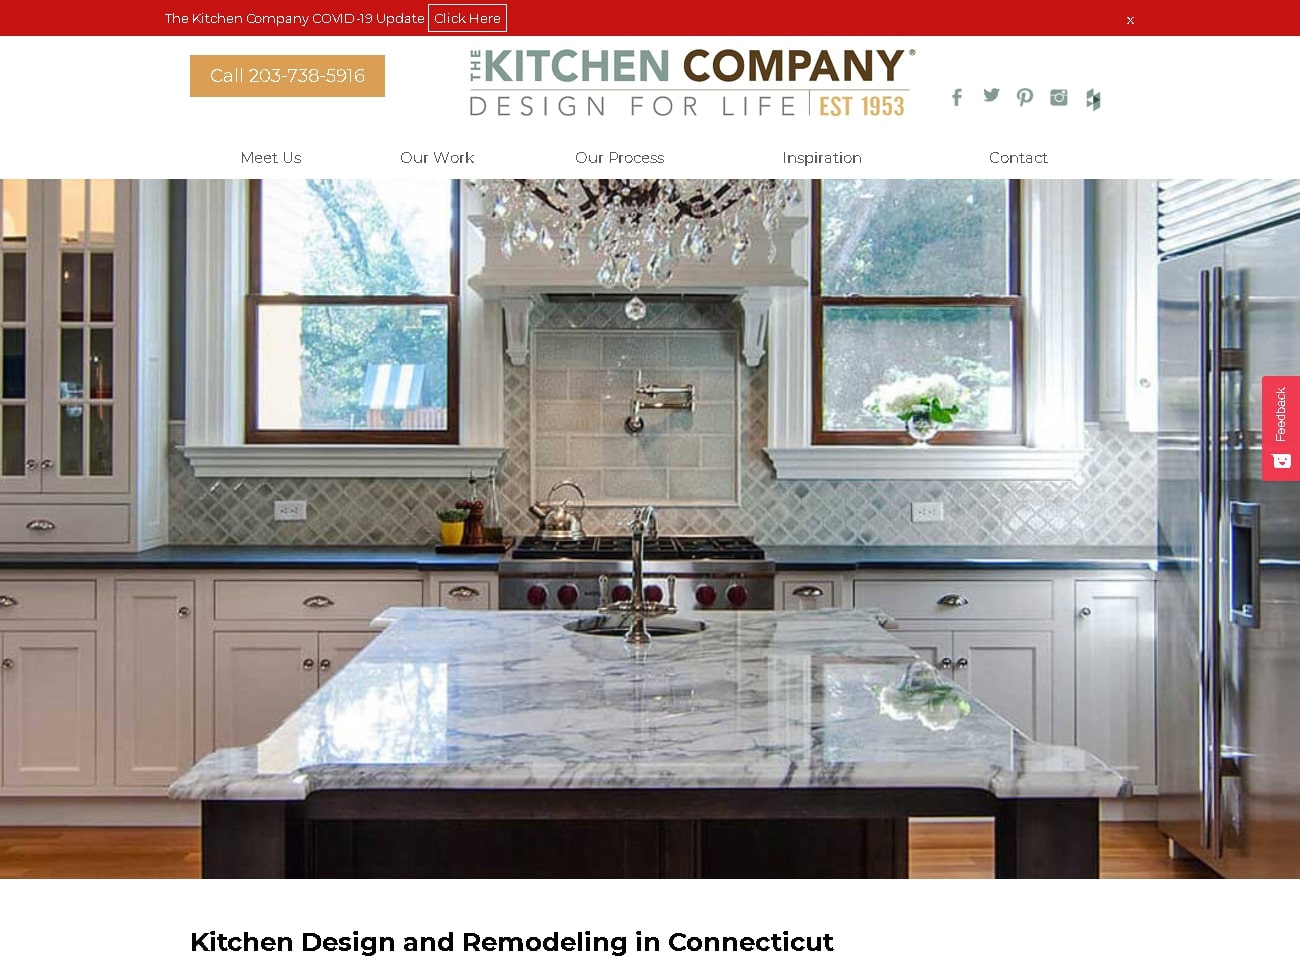 The Kitchen Company COVID-19 Update Click Here
x
Call 203-738-5916
THE KITCHEN COMPANY®
DESIGN FOR LIFE EST 1953
Meet Us Our Work Our Process Inspiration Contact
Feedback
Kitchen Design and Remodeling in Connecticut